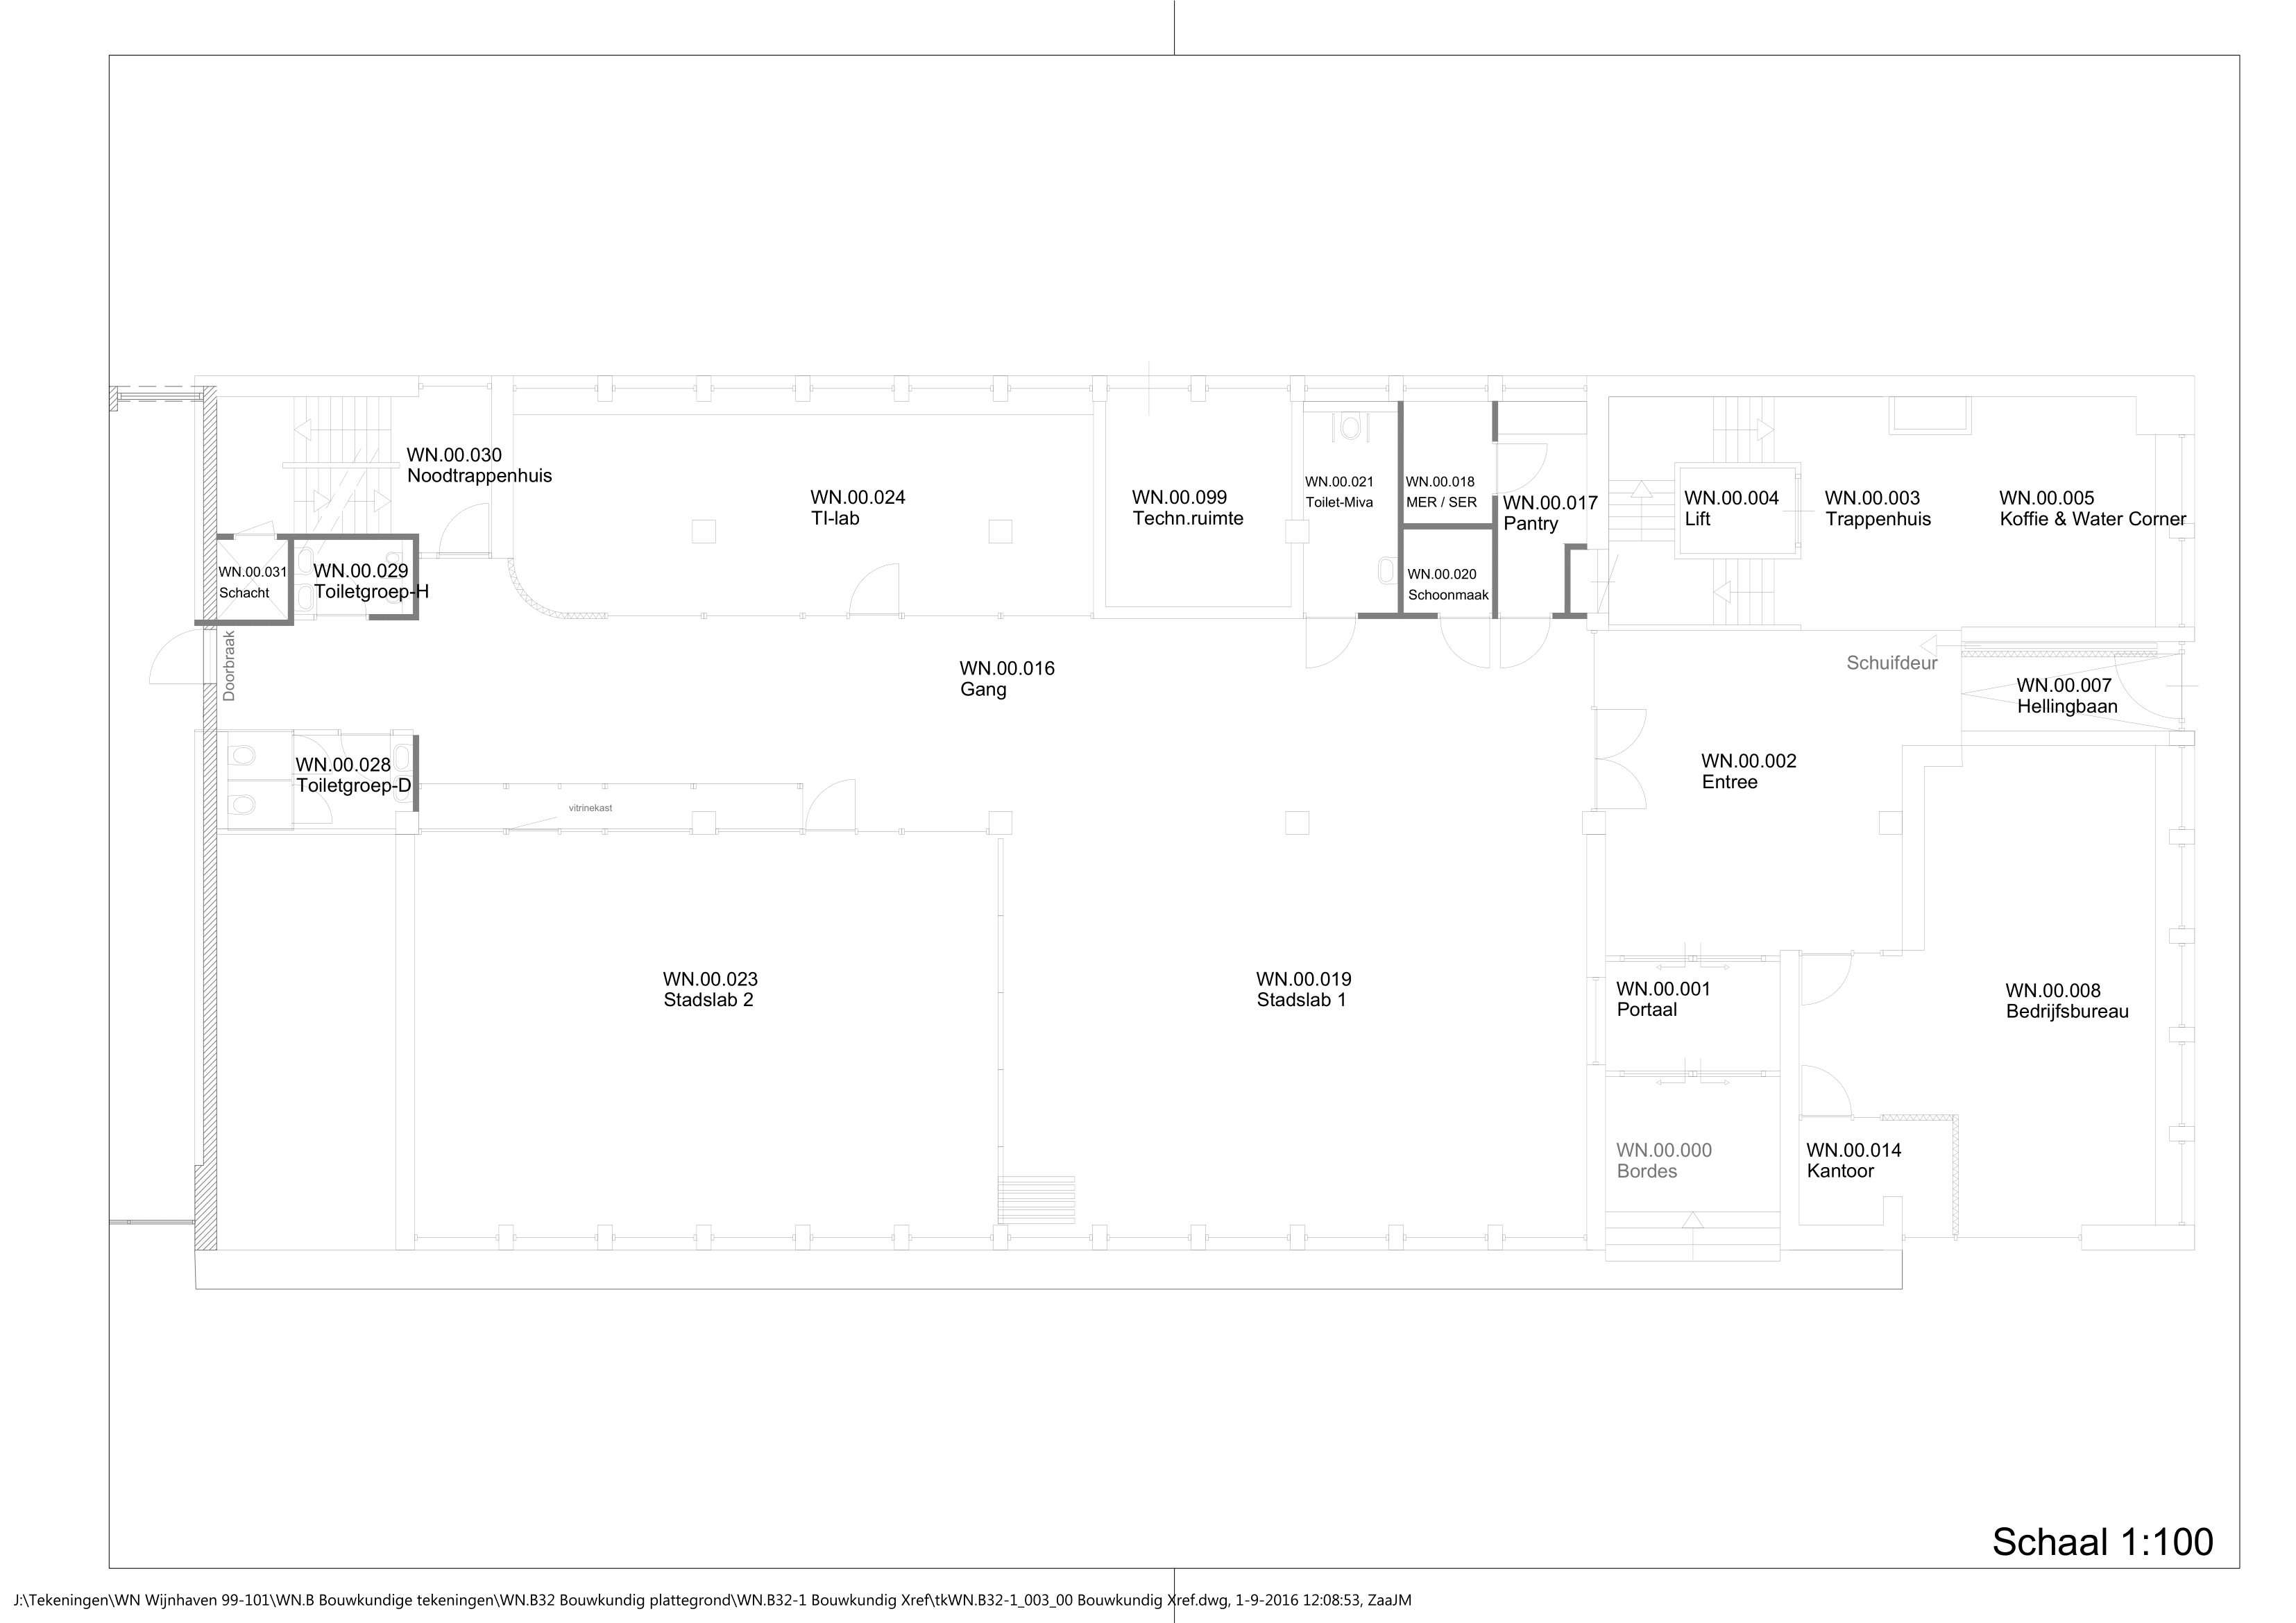 WN.00.030
Noodtrappenhuis
WN.00.024
TI-lab
WN.00.099
Techn.ruimte
WN.00.021
Toilet-Miva
WN.00.018
MER / SER
WN.00.017
Pantry
WN.00.004
Lift
WN.00.003
Trappenhuis
WN.00.005
Koffie & Water Corner
WN.00.031
Schacht
WN.00.029
Toiletgroep-H
WN.00.020
Schoonmaak
Doorbraak
WN.00.016
Gang
Schuifdeur
WN.00.007
Hellingbaan
WN.00.028
Toiletgroep-D
vitrinekast
WN.00.002
Entree
WN.00.023
Stadslab 2
WN.00.019
Stadslab 1
WN.00.001
Portaal
WN.00.008
Bedrijfsbureau
WN.00.000
Bordes
WN.00.014
Kantoor
Schaal 1:100
J:\Tekeningen\WN Wijnhaven 99-101\WN.B Bouwkundige tekeningen\WN.B32 Bouwkundig plattegrond\WN.B32-1 Bouwkundig Xref\tkWN.B32-1_003_00 Bouwkundig Xref.dwg, 1-9-2016 12:08:53, ZaaJM